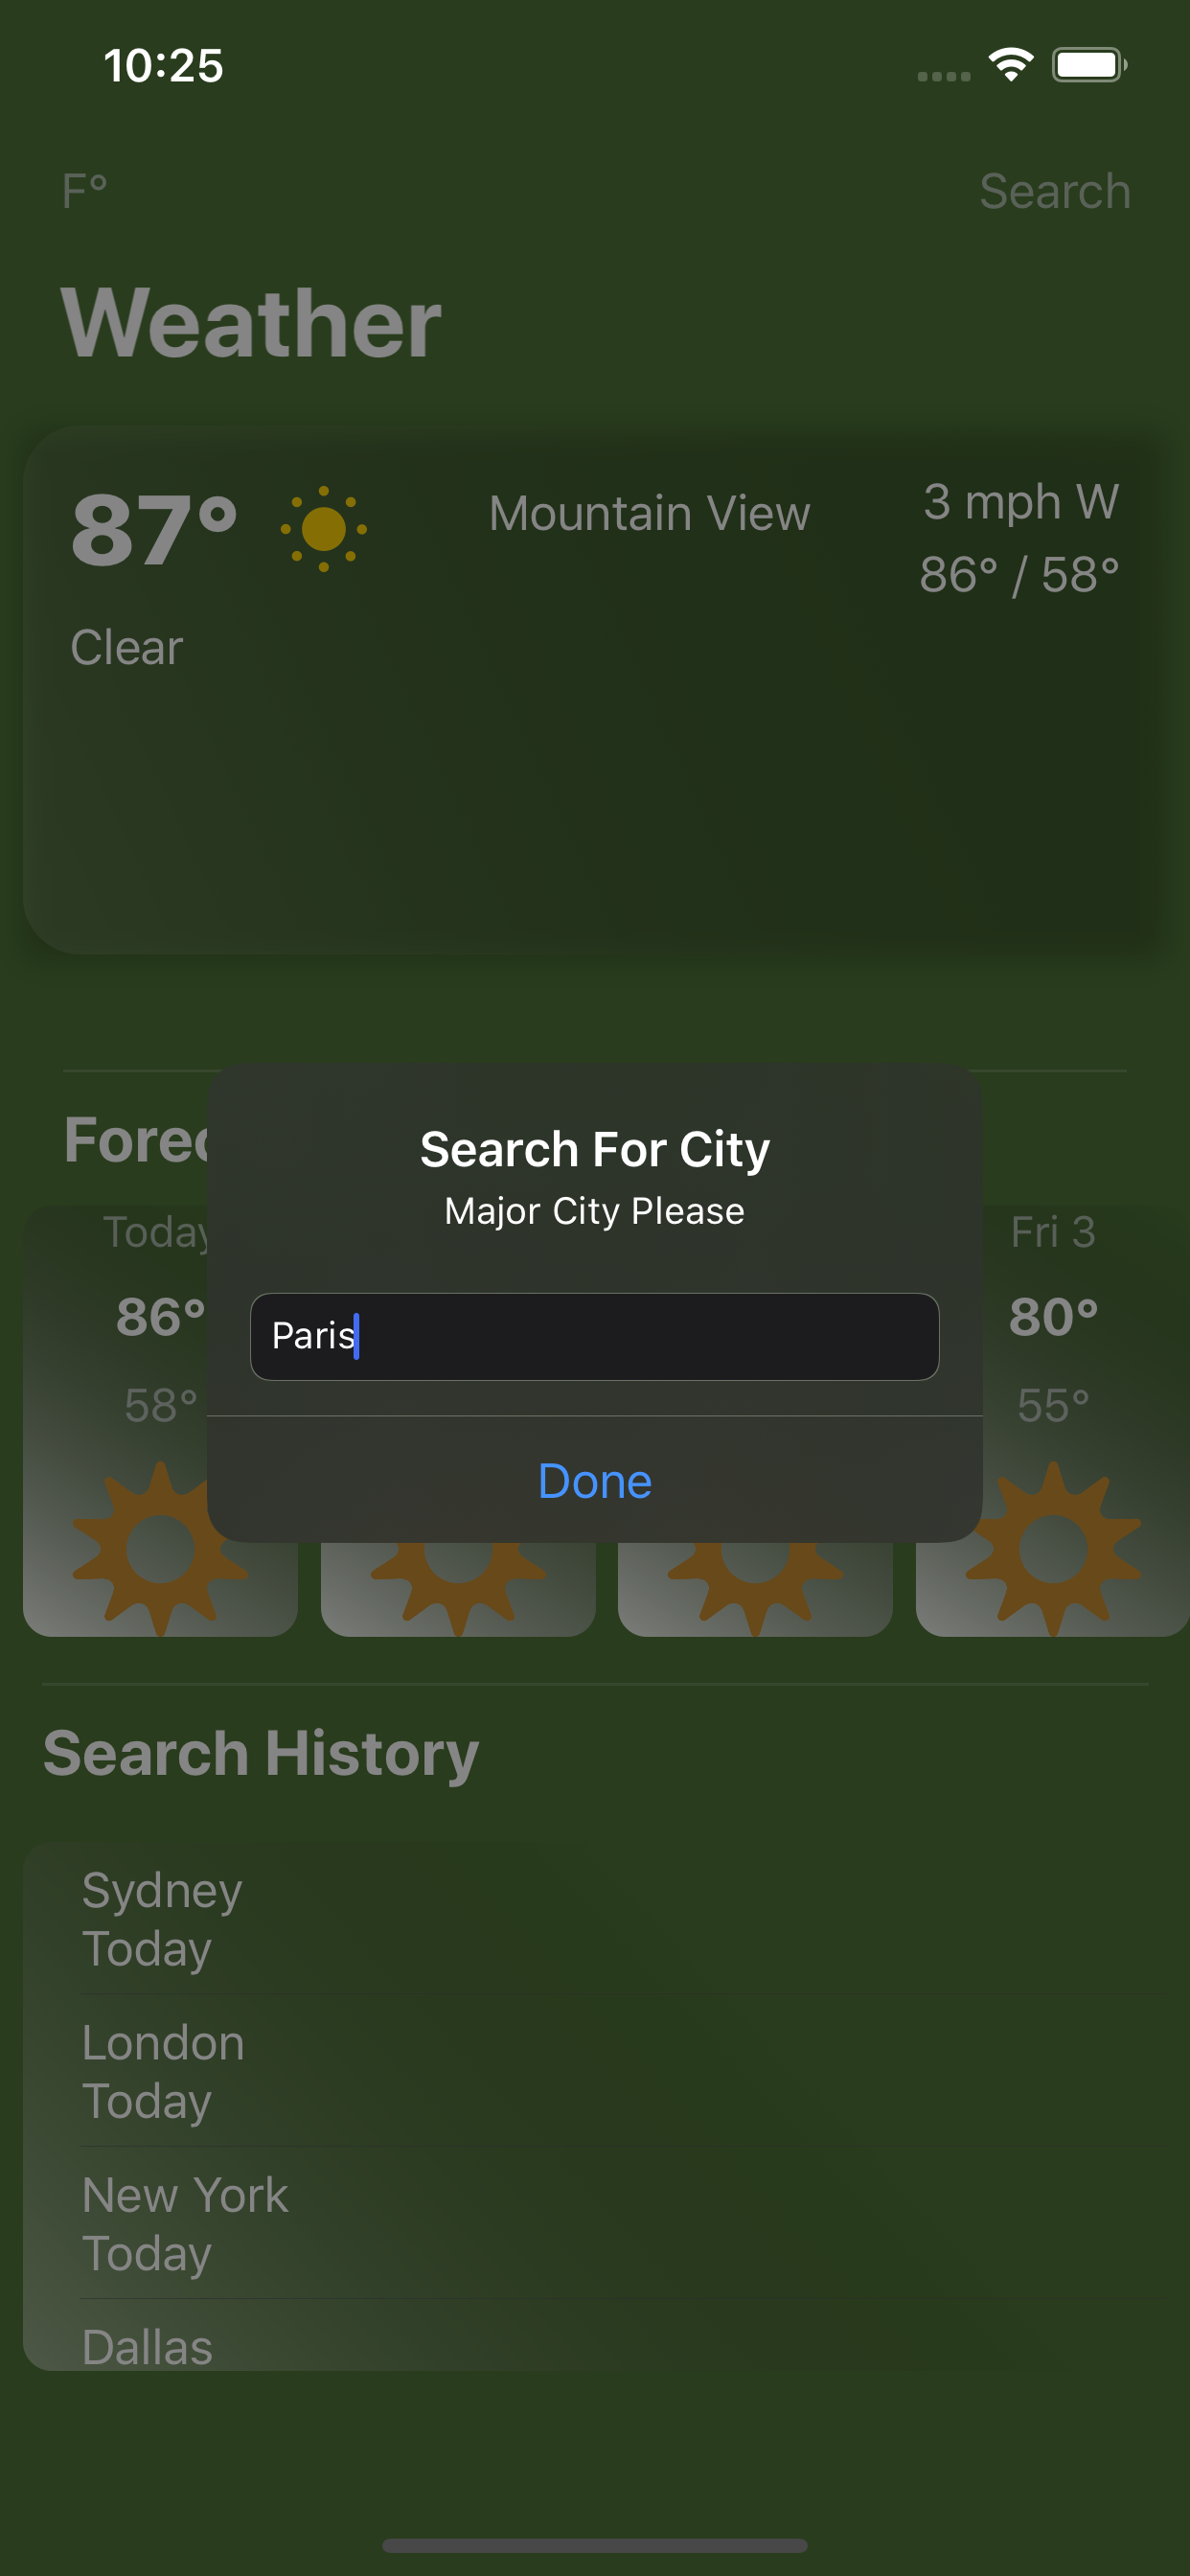 10:25
F° Search
Weather
87° Mountain View 3 mph W
86° / 58°
Clear
Search For City
Major City Please
Paris
Done
Today Fri 3
86° 80°
58° 55°
Search History
Sydney
Today
London
Today
New York
Today
Dallas